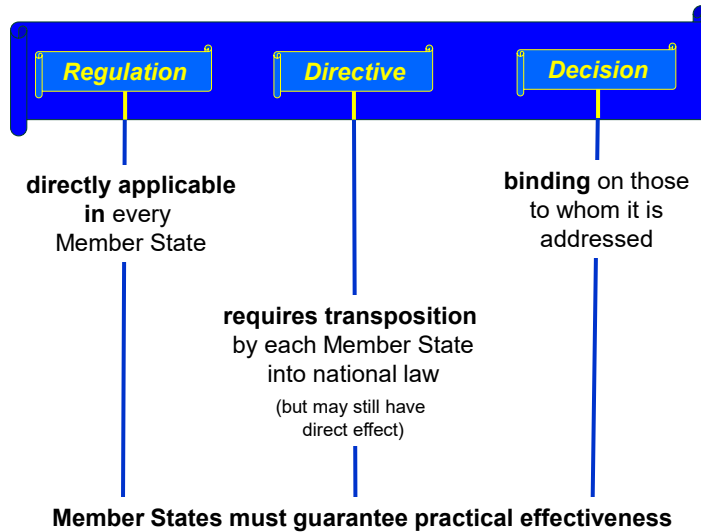 Regulation
Directive
Decision
directly applicable
in every
Member State
binding on those
to whom it is
addressed
requires transposition
by each Member State
into national law
(but may still have
direct effect)
Member States must guarantee practical effectiveness